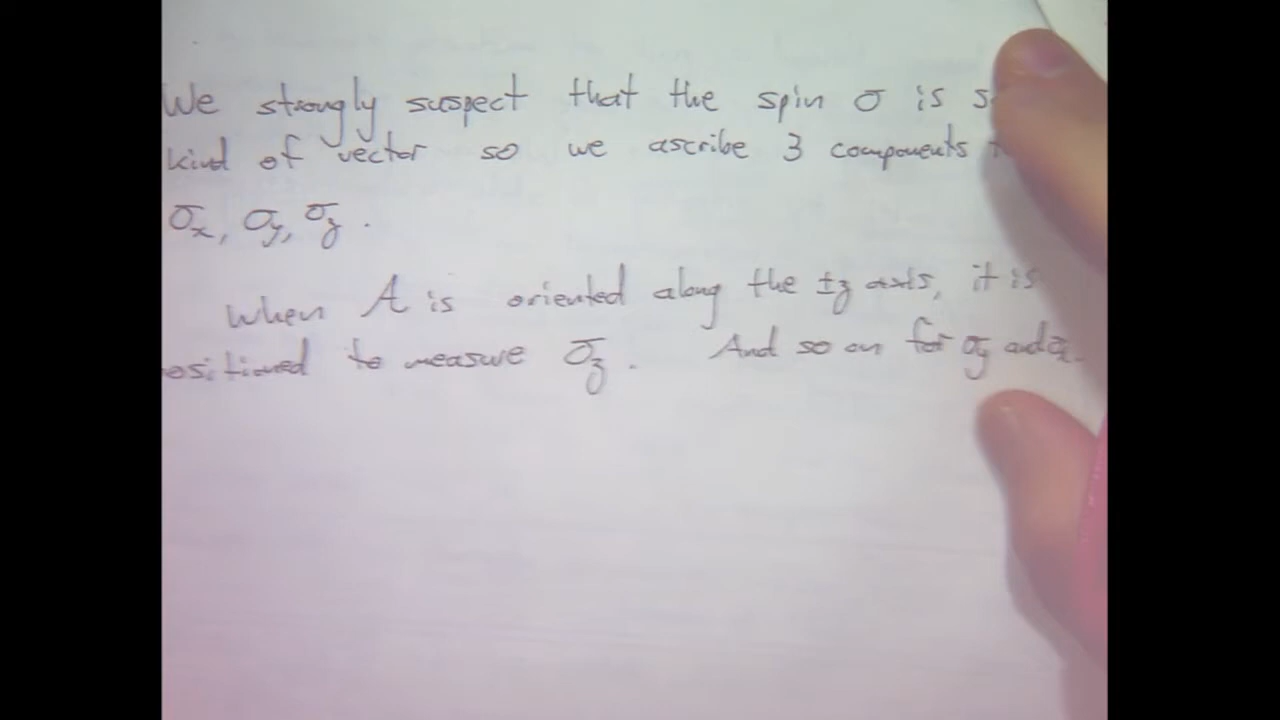 We strongly suspect that the spin σ is
kind of vector so we ascribe 3 components
σx, σy, σz.
When A is oriented along the ±z axis, it is
ositioned to measure σz. And so on for σy and σx.